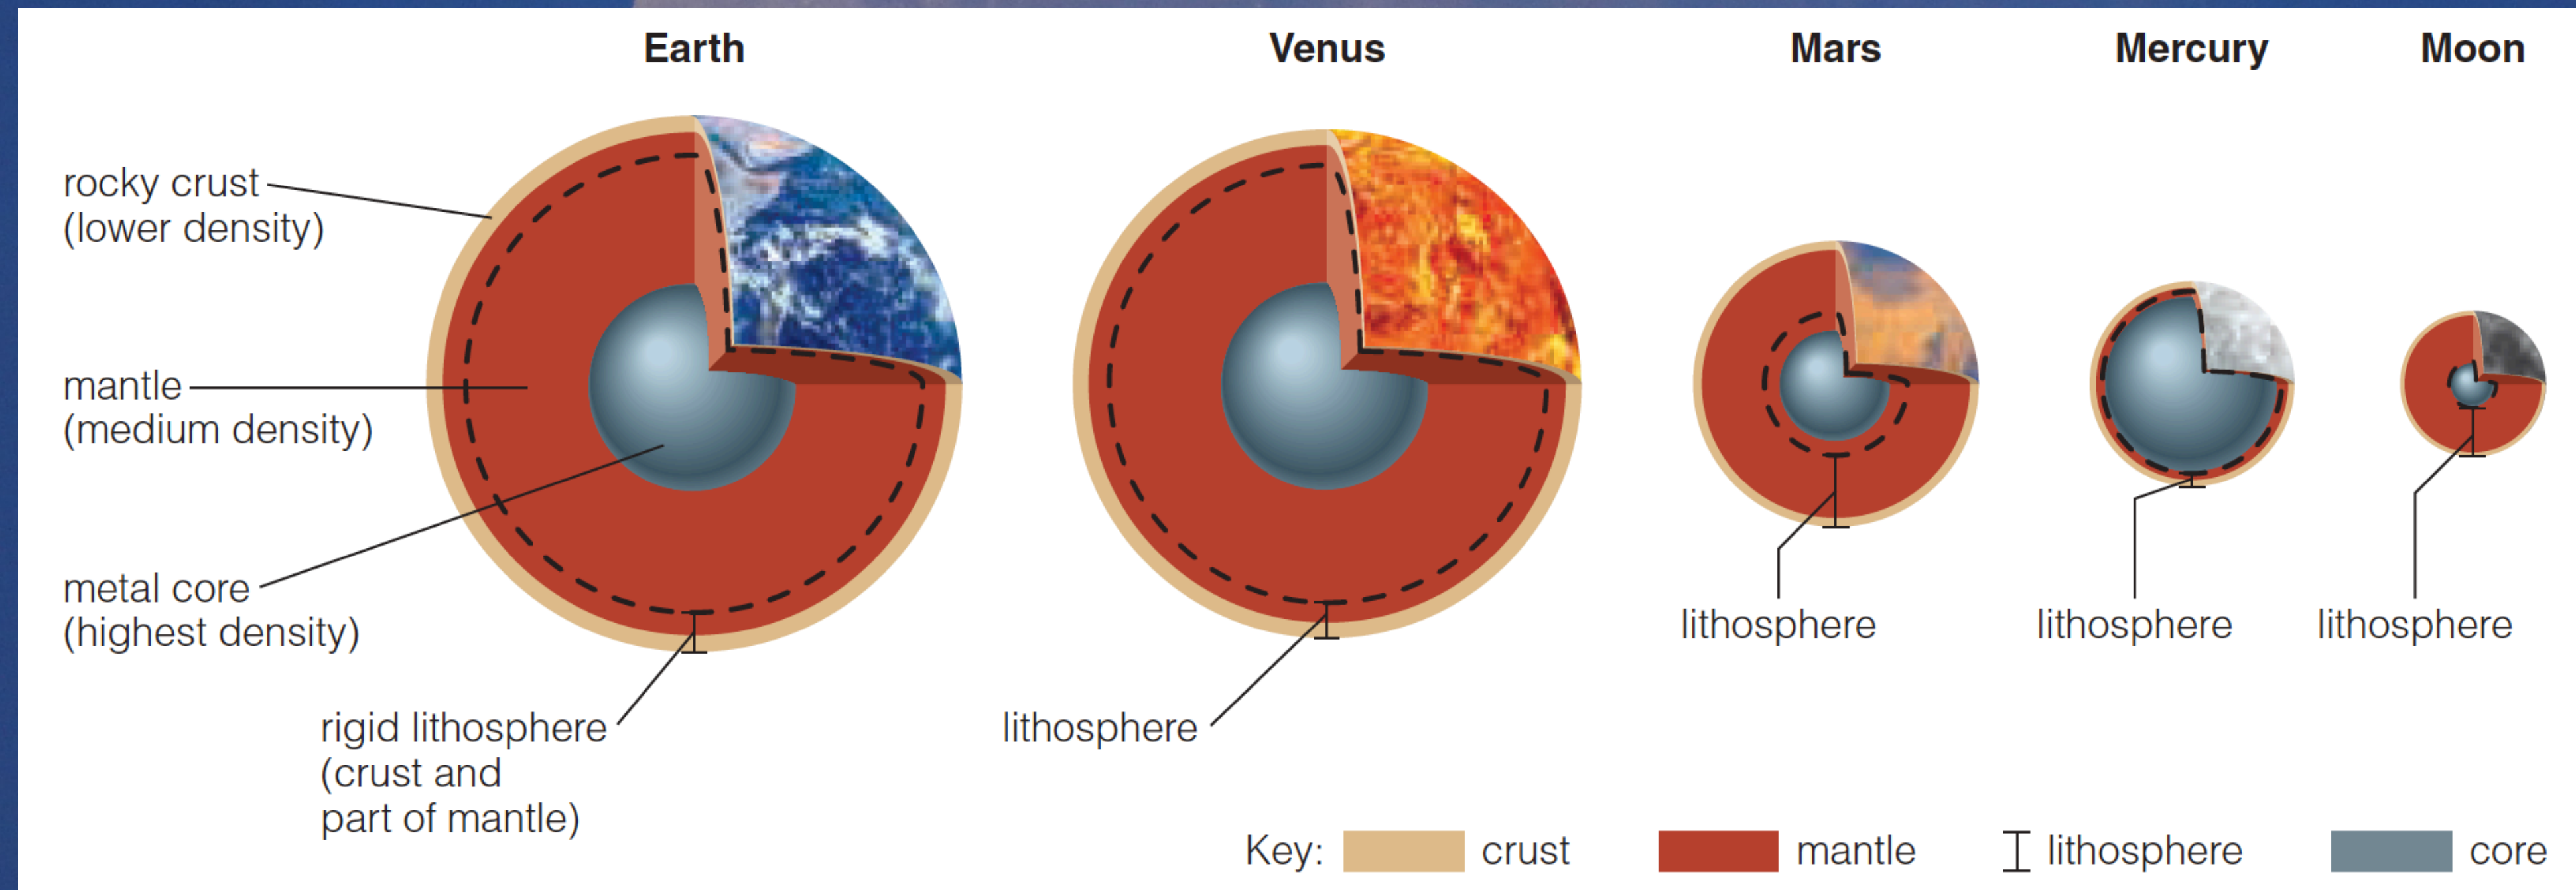 Earth
Venus
Mars
Mercury
Moon
rocky crust
(lower density)
mantle
(medium density)
metal core
(highest density)
rigid lithosphere
(crust and
part of mantle)
lithosphere
lithosphere
lithosphere
lithosphere
Key: crust mantle lithosphere core